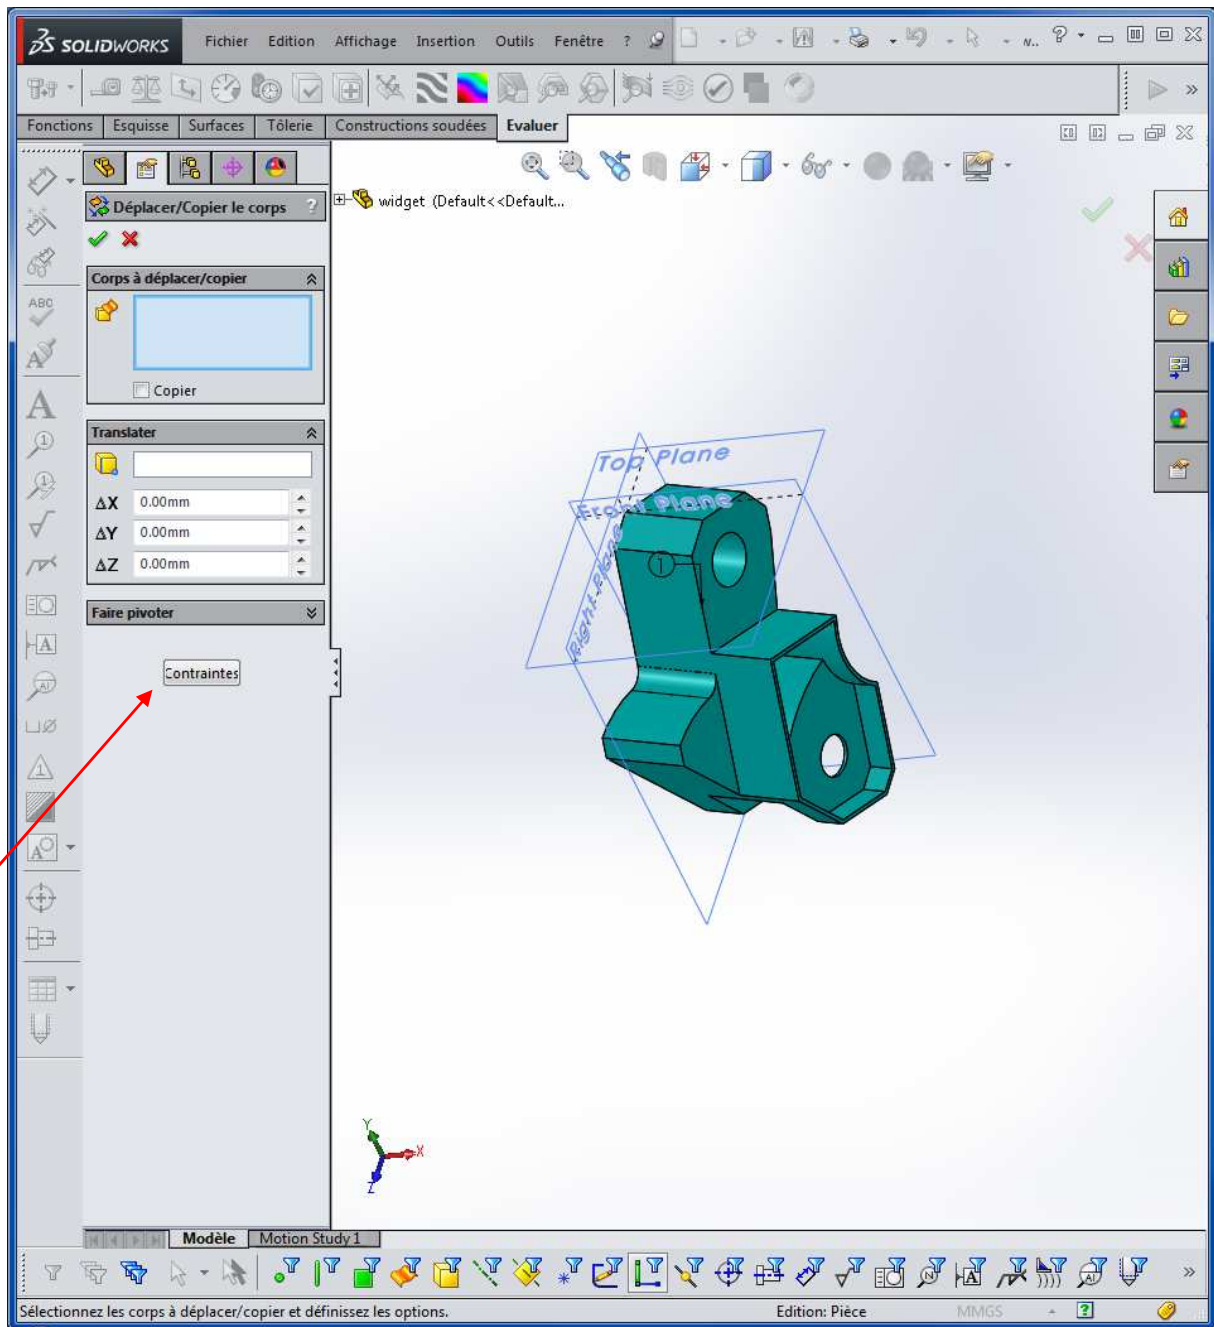 SOLIDWORKS Fichier Edition Affichage Insertion Outils Fenêtre ?
Fonctions Esquisse Surfaces Tôlerie Constructions soudées Evaluer
Déplacer/Copier le corps ?
widget (Default<<Default...
Corps à déplacer/copier
Copier
Translater
ΔX 0.00mm
ΔY 0.00mm
ΔZ 0.00mm
Faire pivoter
Contraintes
Top Plane
Front Plane
Right Plane
1
Y
X
Z
Modèle Motion Study 1
Sélectionnez les corps à déplacer/copier et définissez les options. Edition: Pièce MMGS